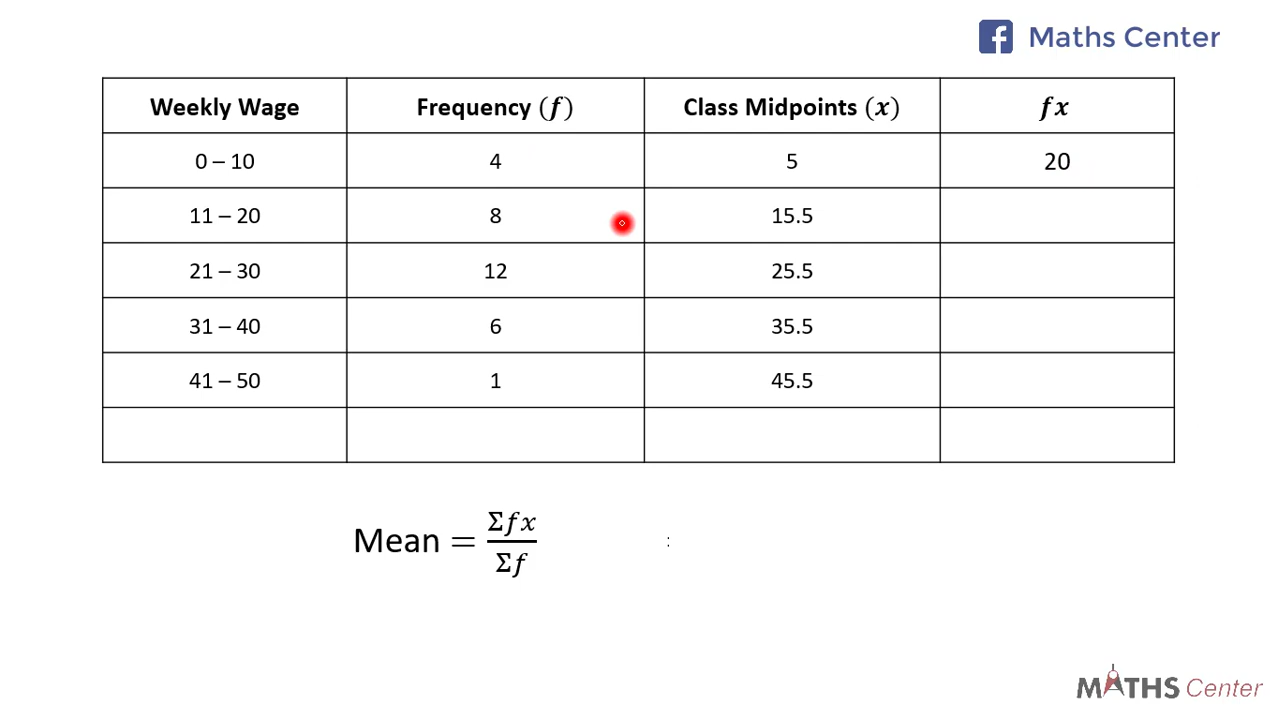 f Maths Center
Weekly Wage Frequency (f) Class Midpoints (x) fx
0 – 10 4 5 20
11 – 20 8 15.5
21 – 30 12 25.5
31 – 40 6 35.5
41 – 50 1 45.5
Mean = Σfx / Σf :
MATHS Center